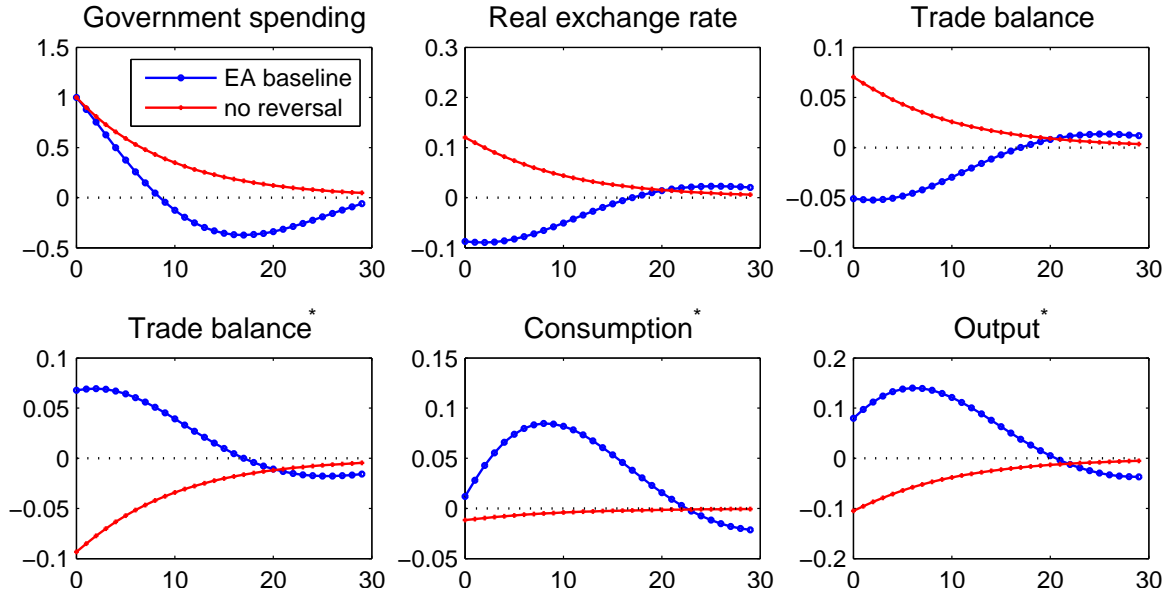 Government spending
Real exchange rate
Trade balance
1.5
1
0.5
0
−0.5
0 10 20 30
EA baseline
no reversal
0.3
0.2
0.1
0
−0.1
0 10 20 30
0.1
0.05
0
−0.05
−0.1
0 10 20 30
Trade balance*
Consumption*
Output*
0.1
0.05
0
−0.05
−0.1
0 10 20 30
0.15
0.1
0.05
0
−0.05
0 10 20 30
0.2
0.1
0
−0.1
−0.2
0 10 20 30